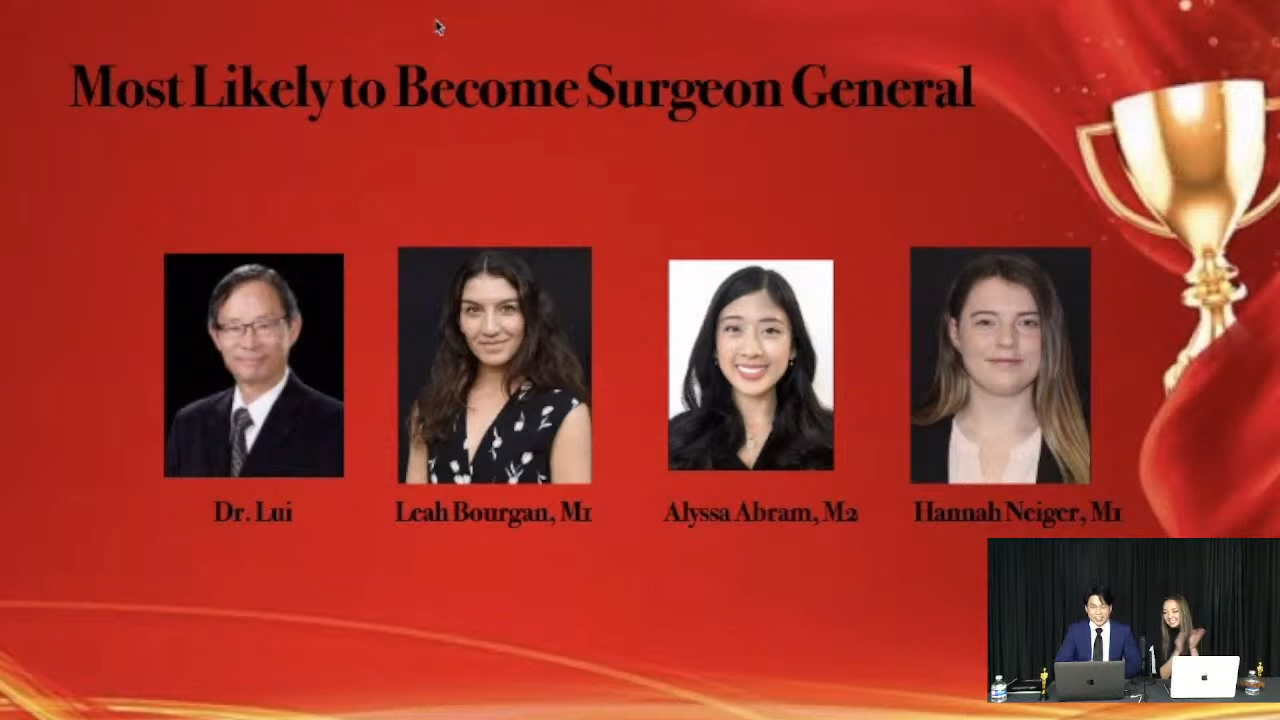 Most Likely to Become Surgeon General
Dr. Lui
Leah Bourgan, M1
Alyssa Abram, M2
Hannah Neiger, M1